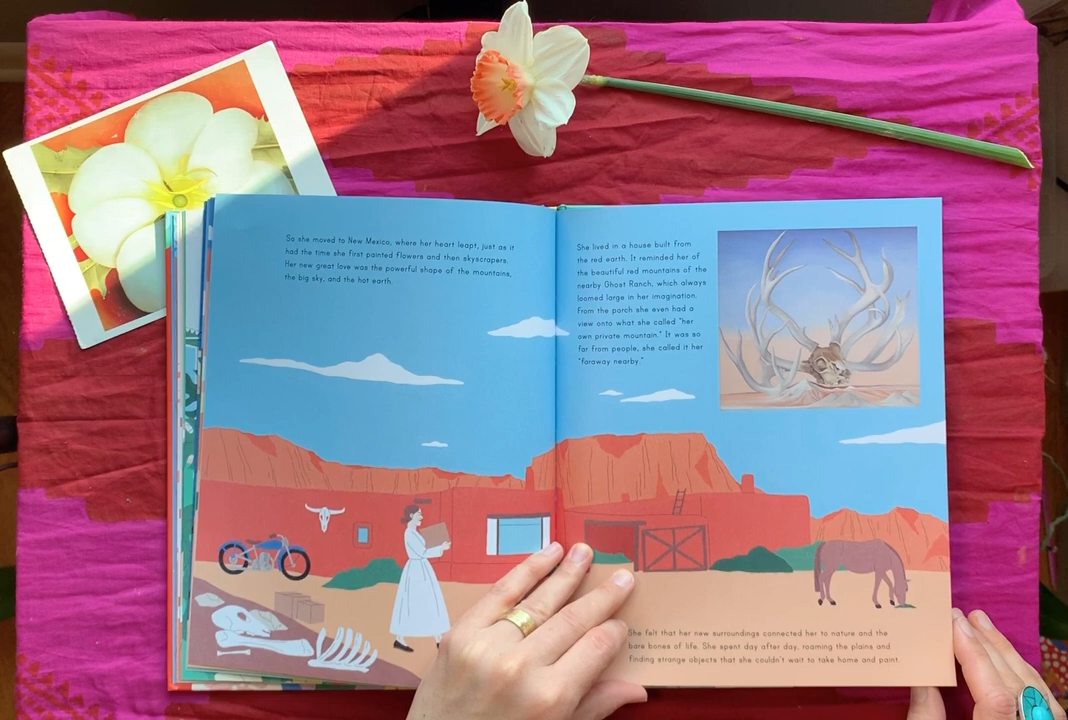 So she moved to New Mexico, where her heart leapt, just as it
had the time she first painted flowers and then skyscrapers.
Her new great love was the powerful shape of the mountains,
the big sky, and the hot earth.
She lived in a house built from
the red earth. It reminded her of
the beautiful red mountains of the
nearby Ghost Ranch, which always
loomed large in her imagination.
From the porch she even had a
view onto what she called "her
own private mountain." It was so
far from people, she called it her
"faraway nearby."
She felt that her new surroundings connected her to nature and the
bare bones of life. She spent day after day, roaming the plains and
finding strange objects that she couldn't wait to take home and paint.